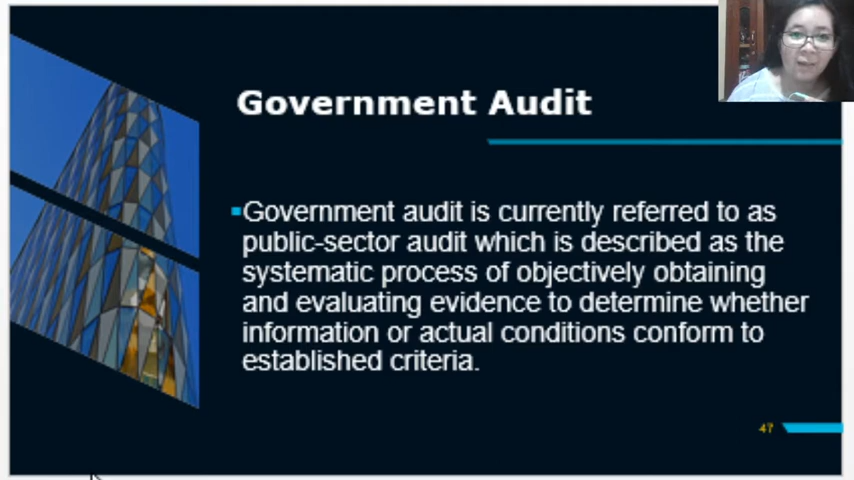 Government Audit
Government audit is currently referred to as
public-sector audit which is described as the
systematic process of objectively obtaining
and evaluating evidence to determine whether
information or actual conditions conform to
established criteria.
47